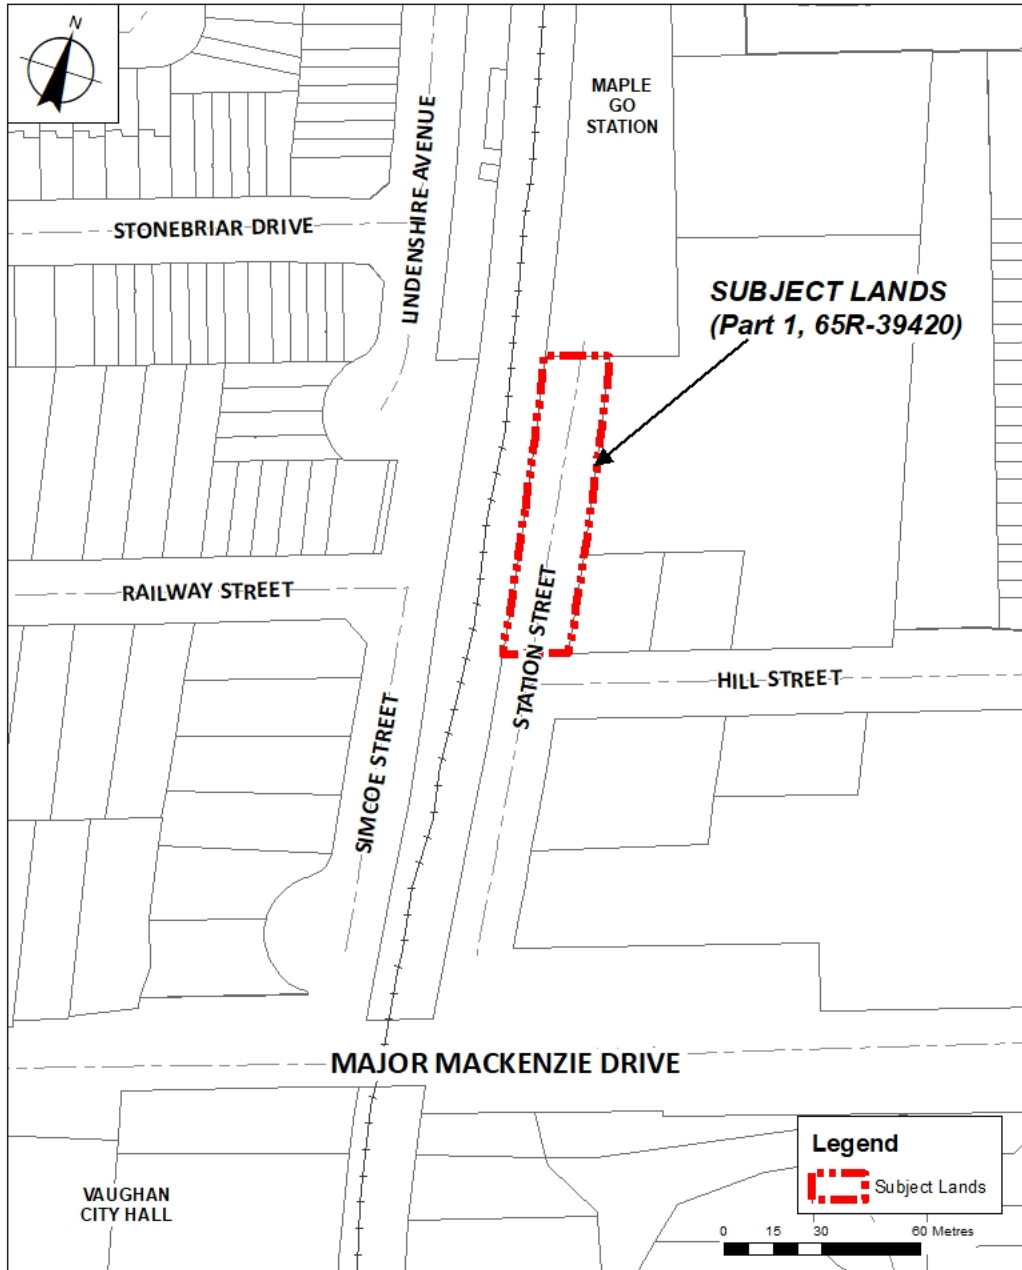 N
MAPLE
GO
STATION
LINDENSHIRE AVENUE
STONEBRIAR DRIVE
SUBJECT LANDS
(Part 1, 65R-39420)
RAILWAY STREET
STATION STREET
HILL STREET
SIMCOE STREET
MAJOR MACKENZIE DRIVE
Legend
Subject Lands
VAUGHAN
CITY HALL
0 15 30 60 Metres